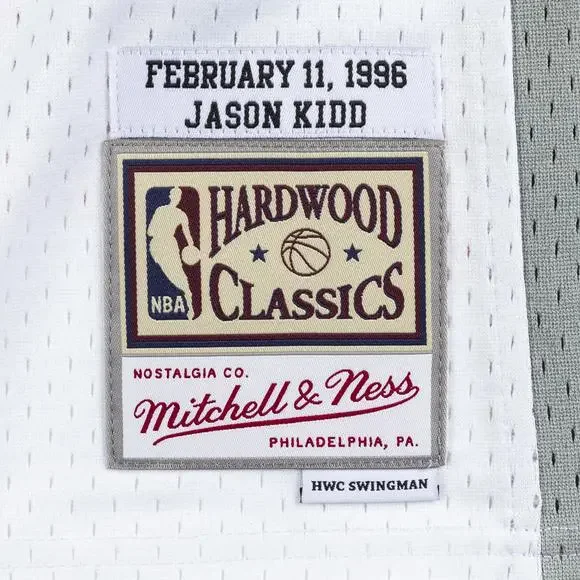 FEBRUARY 11, 1996
JASON KIDD
HARDWOOD
NBA
CLASSICS
NOSTALGIA CO.
Mitchell & Ness
PHILADELPHIA, PA.
HWC SWINGMAN